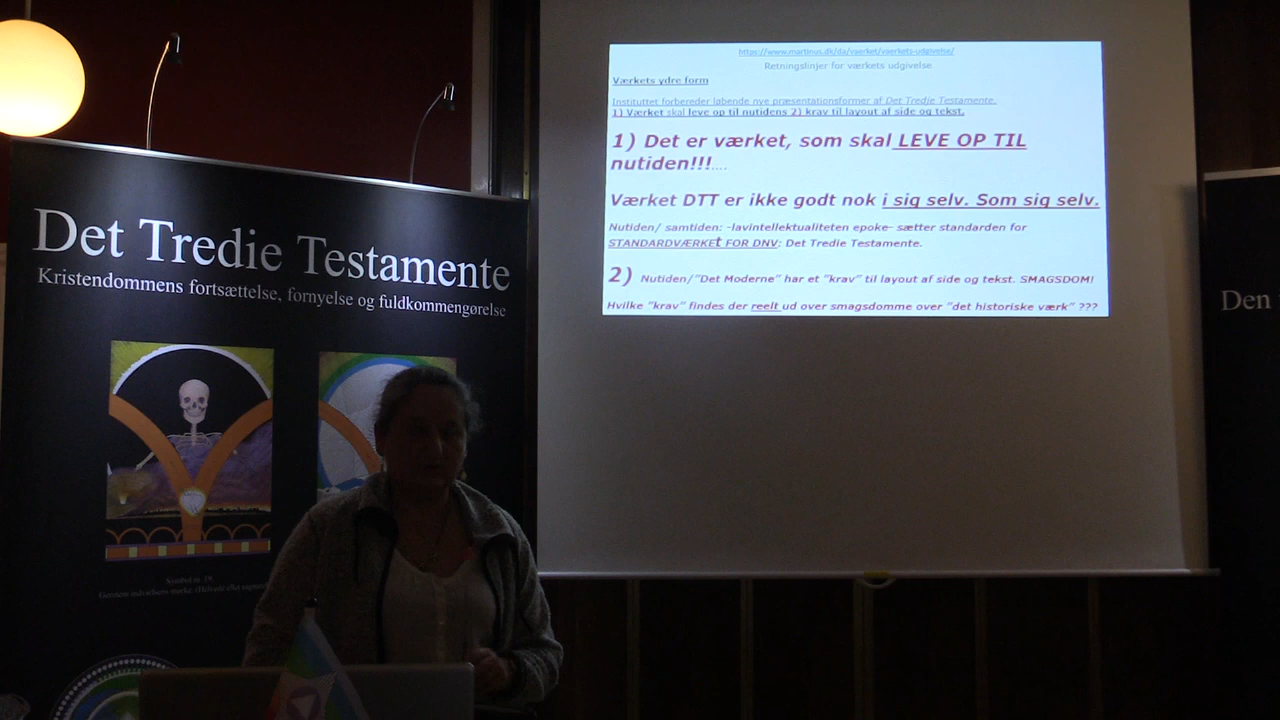 https://www.martinus.dk/da/vaerket/vaerkets-udgivelse/
Retningslinjer for værkets udgivelse
Værkets ydre form
Instituttet forbereder løbende nye præsentationsformer af Det Tredie Testamente.
1) Værket skal leve op til nutidens 2) krav til layout af side og tekst.
1) Det er værket, som skal LEVE OP TIL
nutiden!!!....
Værket DTT er ikke godt nok i sig selv. Som sig selv.
Nutiden/ samtiden: -lavintellektualiteten epoke- sætter standarden for
STANDARDVÆRKEt FOR DNV: Det Tredie Testamente.
2) Nutiden/"Det Moderne" har et "krav" til layout af side og tekst. SMAGSDOM!
Hvilke "krav" findes der reelt ud over smagsdomme over "det historiske værk" ???
Det Tredie Testamente
Kristendommens fortsættelse, fornyelse og fuldkommengørelse
Symbol nr. 19
Den